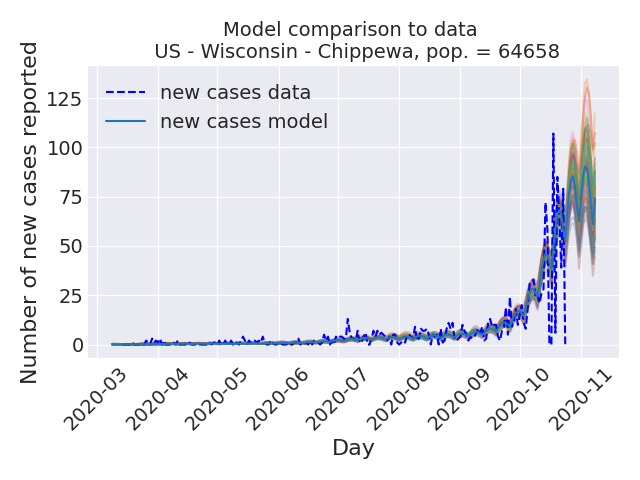 Model comparison to data
US - Wisconsin - Chippewa, pop. = 64658
Number of new cases reported
125
100
75
50
25
0
new cases data
new cases model
2020-03
2020-04
2020-05
2020-06
2020-07
2020-08
2020-09
2020-10
2020-11
Day